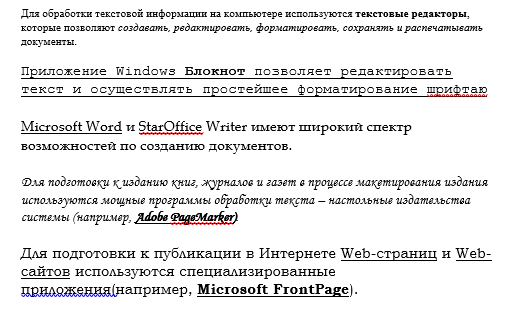 Для обработки текстовой информации на компьютере используются текстовые редакторы,
которые позволяют создавать, редактировать, форматировать, сохранять и распечатывать
документы.
Приложение Windows Блокнот позволяет редактировать
текст и осуществлять простейшее форматирование шрифтаю
Microsoft Word и StarOffice Writer имеют широкий спектр
возможностей по созданию документов.
Для подготовки к изданию книг, журналов и газет в процессе макетирования издания
используются мощные программы обработки текста – настольные издательства
системы (например, Adobe PageMarker)
Для подготовки к публикации в Интернете Web-страниц и Web-
сайтов используются специализированные
приложения(например, Microsoft FrontPage).